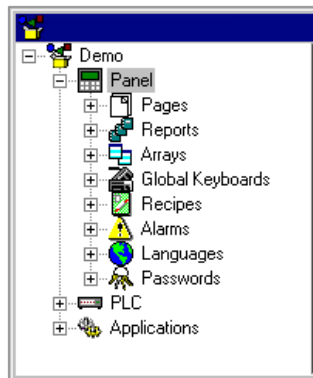 Demo
Panel
Pages
Reports
Arrays
Global Keyboards
Recipes
Alarms
Languages
Passwords
PLC
Applications